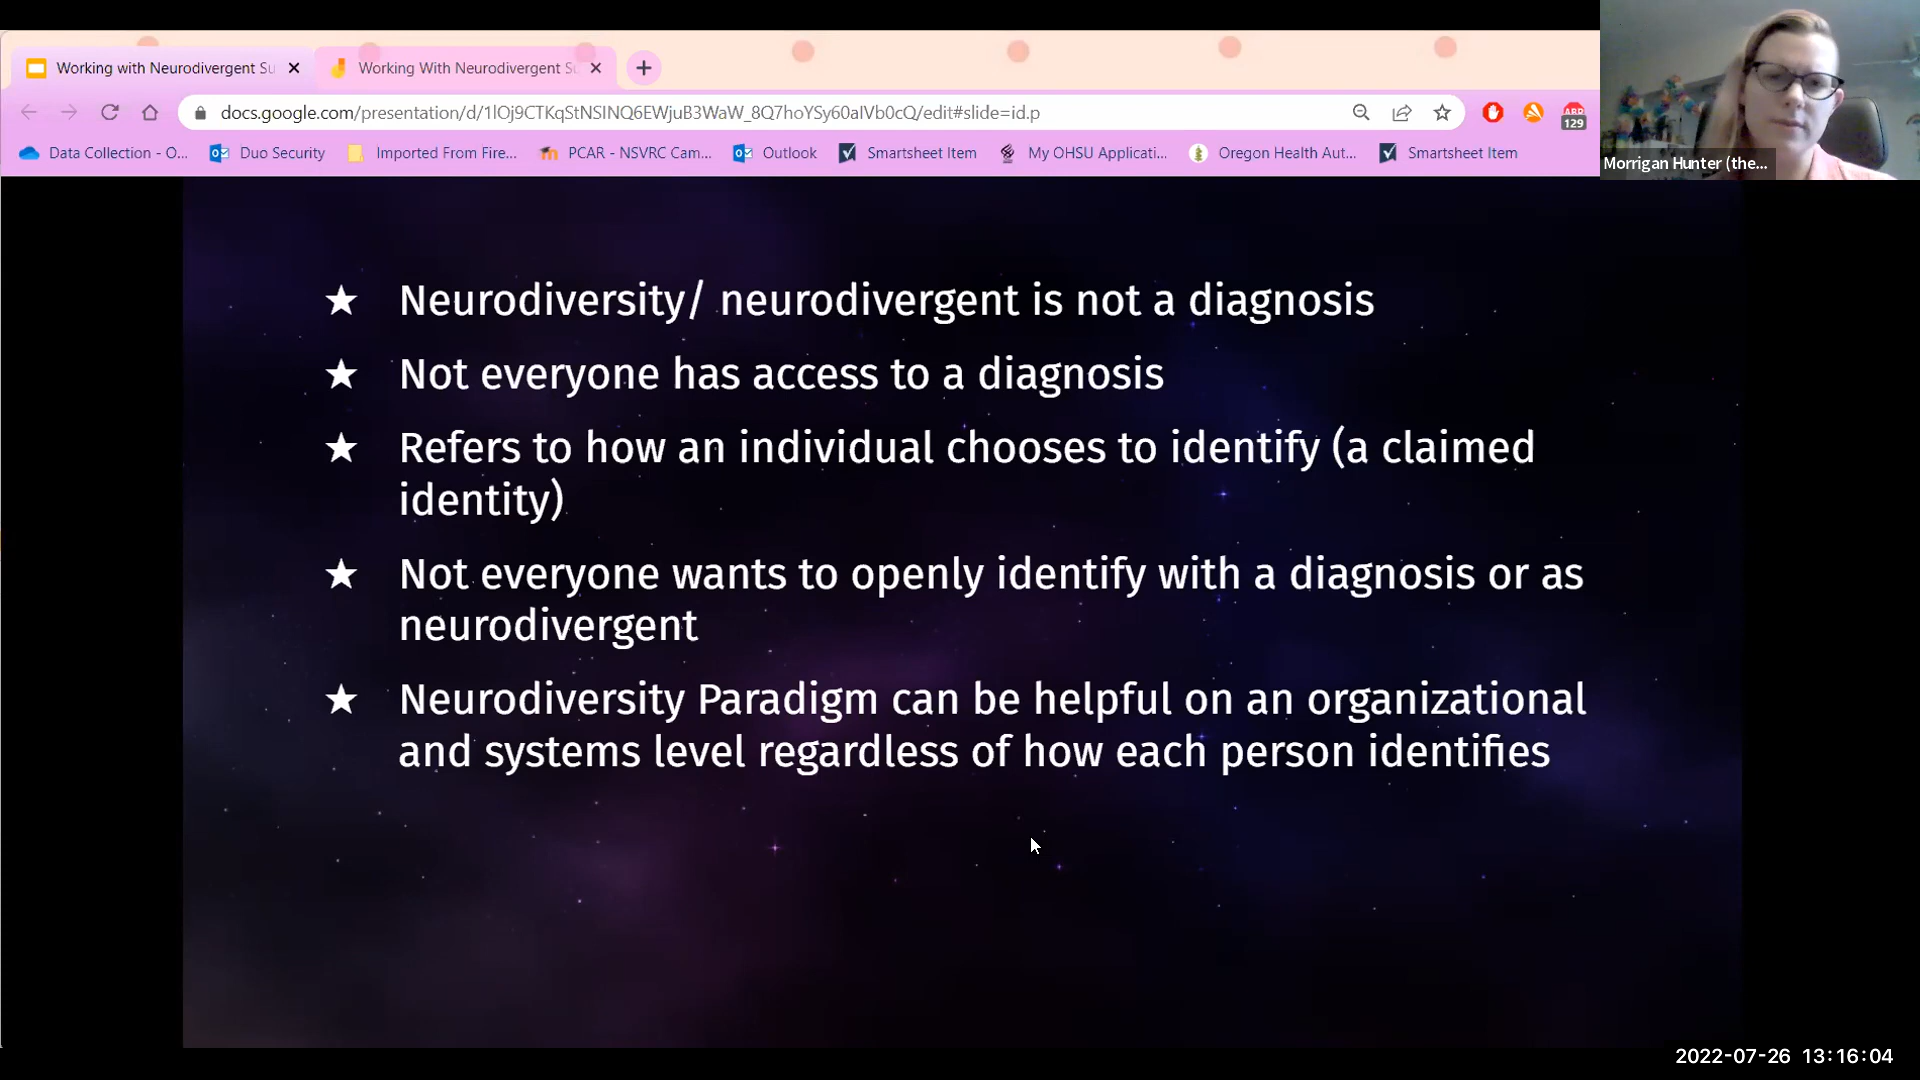 Working with Neurodivergent Su
Working With Neurodivergent S
docs.google.com/presentation/d/1lOj9CTKqStNSINQ6EWjuB3WaW_8Q7hoYSy60aIVb0cQ/edit#slide=id.p
ABP
129
Data Collection - O...
Duo Security
Imported From Fire...
PCAR - NSVRC Cam...
Outlook
Smartsheet Item
My OHSU Applicati...
Oregon Health Aut...
Smartsheet Item
Morrigan Hunter (the...
★ Neurodiversity/ neurodivergent is not a diagnosis
★ Not everyone has access to a diagnosis
★ Refers to how an individual chooses to identify (a claimed
identity)
★ Not everyone wants to openly identify with a diagnosis or as
neurodivergent
★ Neurodiversity Paradigm can be helpful on an organizational
and systems level regardless of how each person identifies
2022-07-26 13:16:04